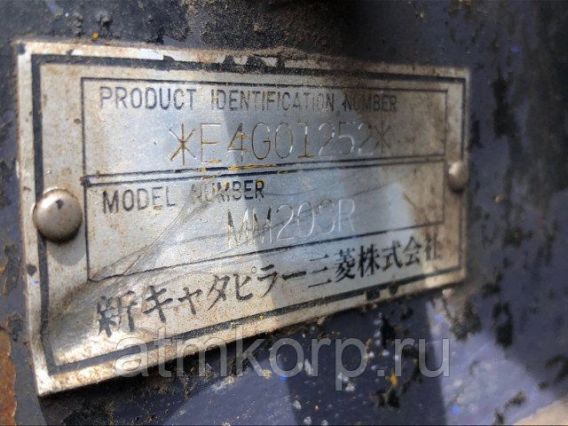 PRODUCT IDENTIFICATION NUMBER
*E4G01252*
MODEL NUMBER
MM20SR
新キャタピラー三菱株式会社
atmkorp.ru